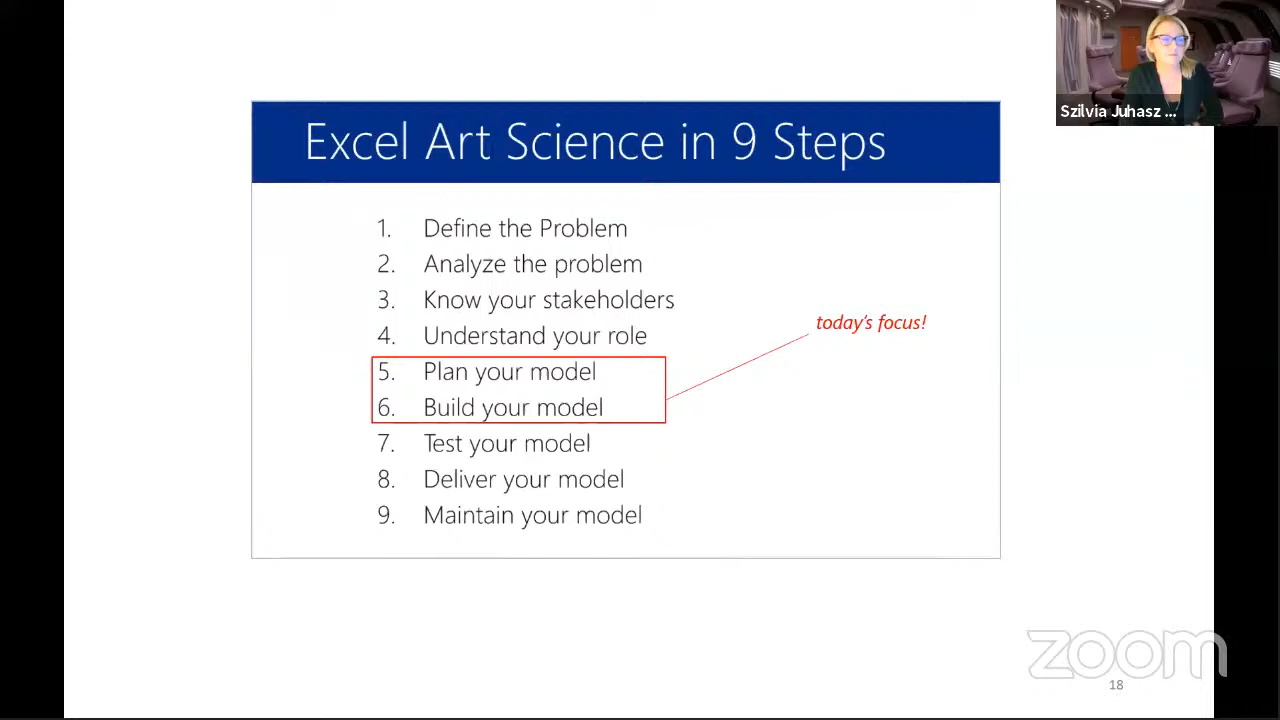 Szilvia Juhasz ...
Excel Art Science in 9 Steps
1. Define the Problem
2. Analyze the problem
3. Know your stakeholders
4. Understand your role
today's focus!
5. Plan your model
6. Build your model
7. Test your model
8. Deliver your model
9. Maintain your model
zoom
18